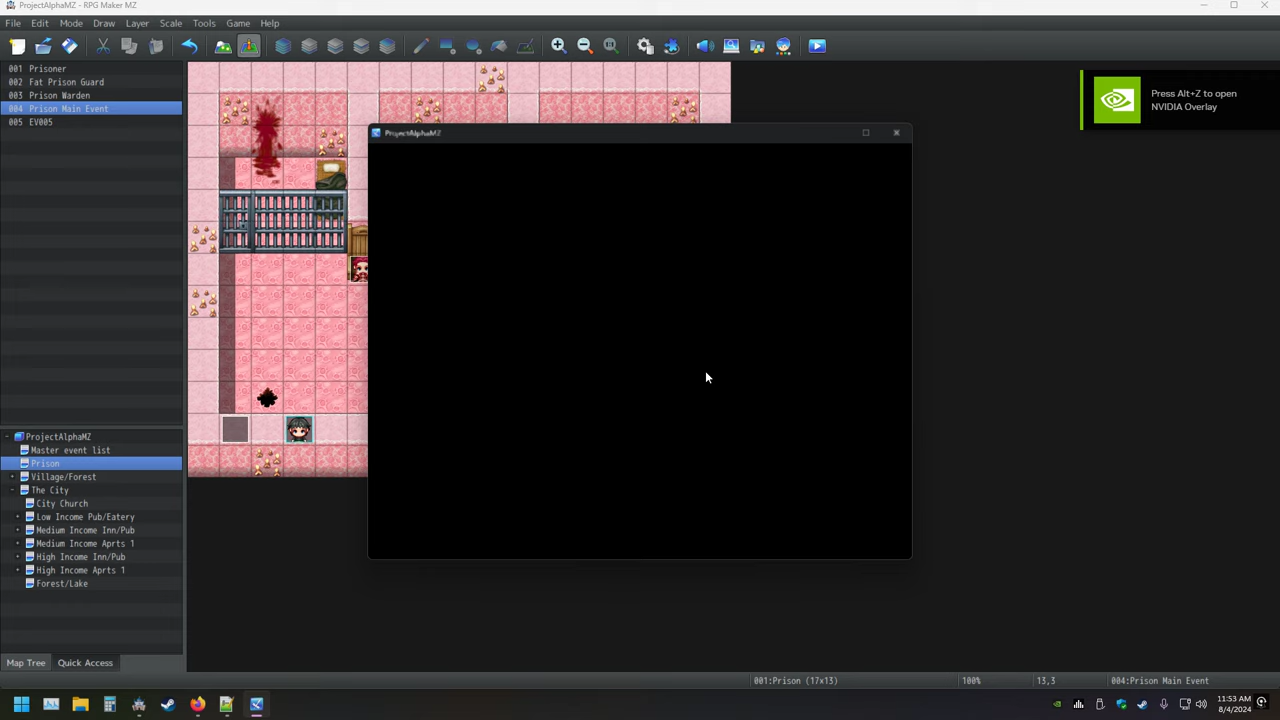 ProjectAlphaMZ - RPG Maker MZ
File Edit Mode Draw Layer Scale Tools Game Help
001 Prisoner
002 Fat Prison Guard
003 Prison Warden
004 Prison Main Event
005 EV005
Press Alt+Z to open
NVIDIA Overlay
ProjectAlphaMZ
ProjectAlphaMZ
Master event list
Prison
Village/Forest
The City
City Church
Low Income Pub/Eatery
Medium Income Inn/Pub
Medium Income Aprts 1
High Income Inn/Pub
High Income Aprts 1
Forest/Lake
Map Tree Quick Access
001:Prison (17×13) 100% 13,3 004:Prison Main Event
11:53 AM
8/4/2024